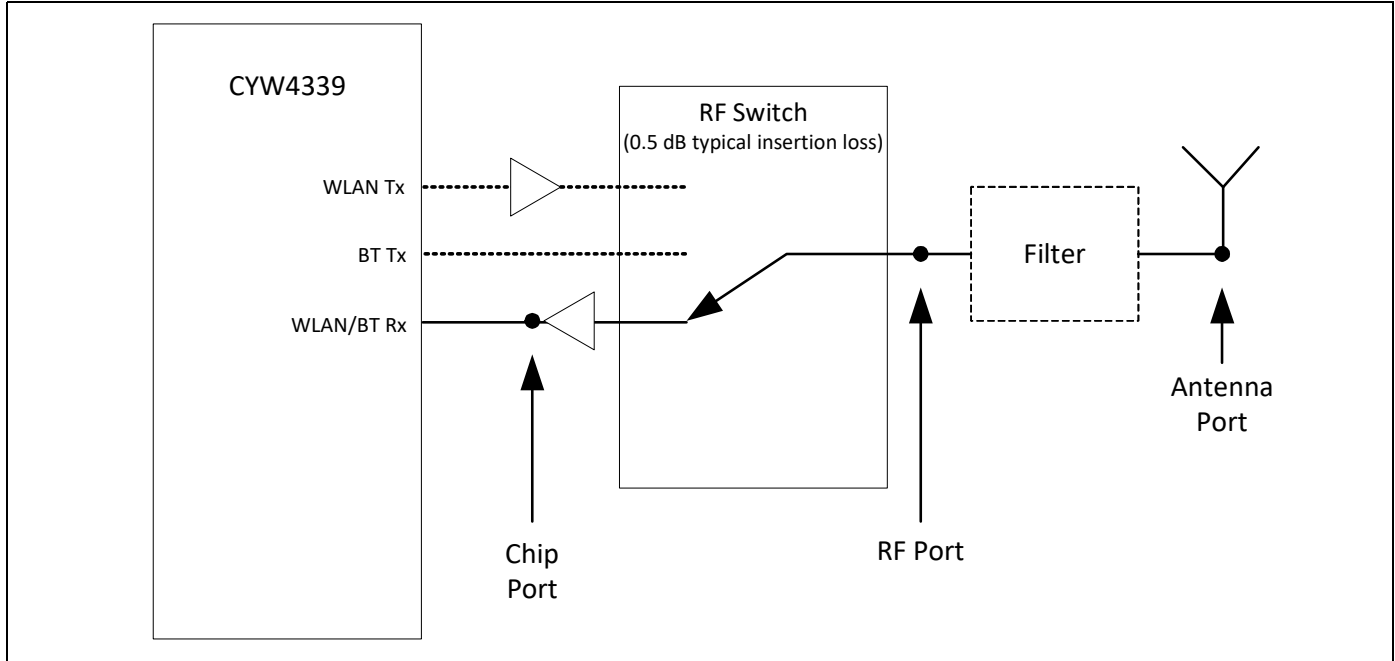 CYW4339
RF Switch
(0.5 dB typical insertion loss)
WLAN Tx
BT Tx
WLAN/BT Rx
Filter
Chip
Port
RF Port
Antenna
Port